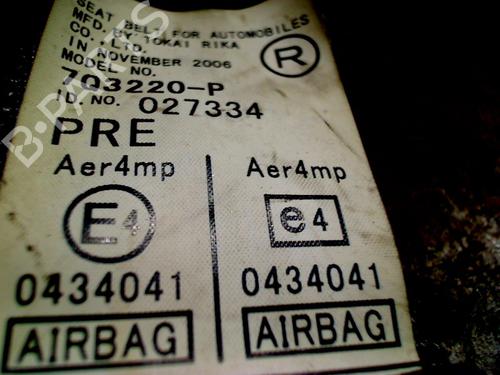 SEAT BELT FOR AUTOMOBILES
MFD. BY TOKAI RIKA
CO., LTD.
IN NOVEMBER 2006
MODEL NO.
7Q3220-P
ID. NO. 027334
R
PRE
Aer4mp
Aer4mp
E4
e4
0434041
0434041
AIRBAG
AIRBAG
B-PARTS